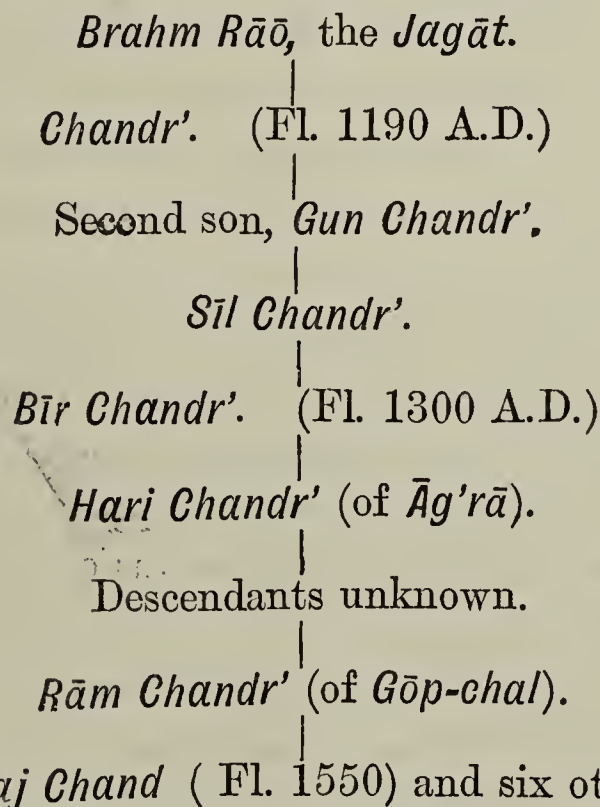 Brahm Rāō, the Jagāt.
Chandr’. (Fl. 1190 A.D.)
Second son, Gun Chandr’.
Sīl Chandr’.
Bīr Chandr’. (Fl. 1300 A.D.)
Hari Chandr’ (of Āg’rā).
Descendants unknown.
Rām Chandr’ (of Gōp-chal).
Chand ( Fl. 1550) and six